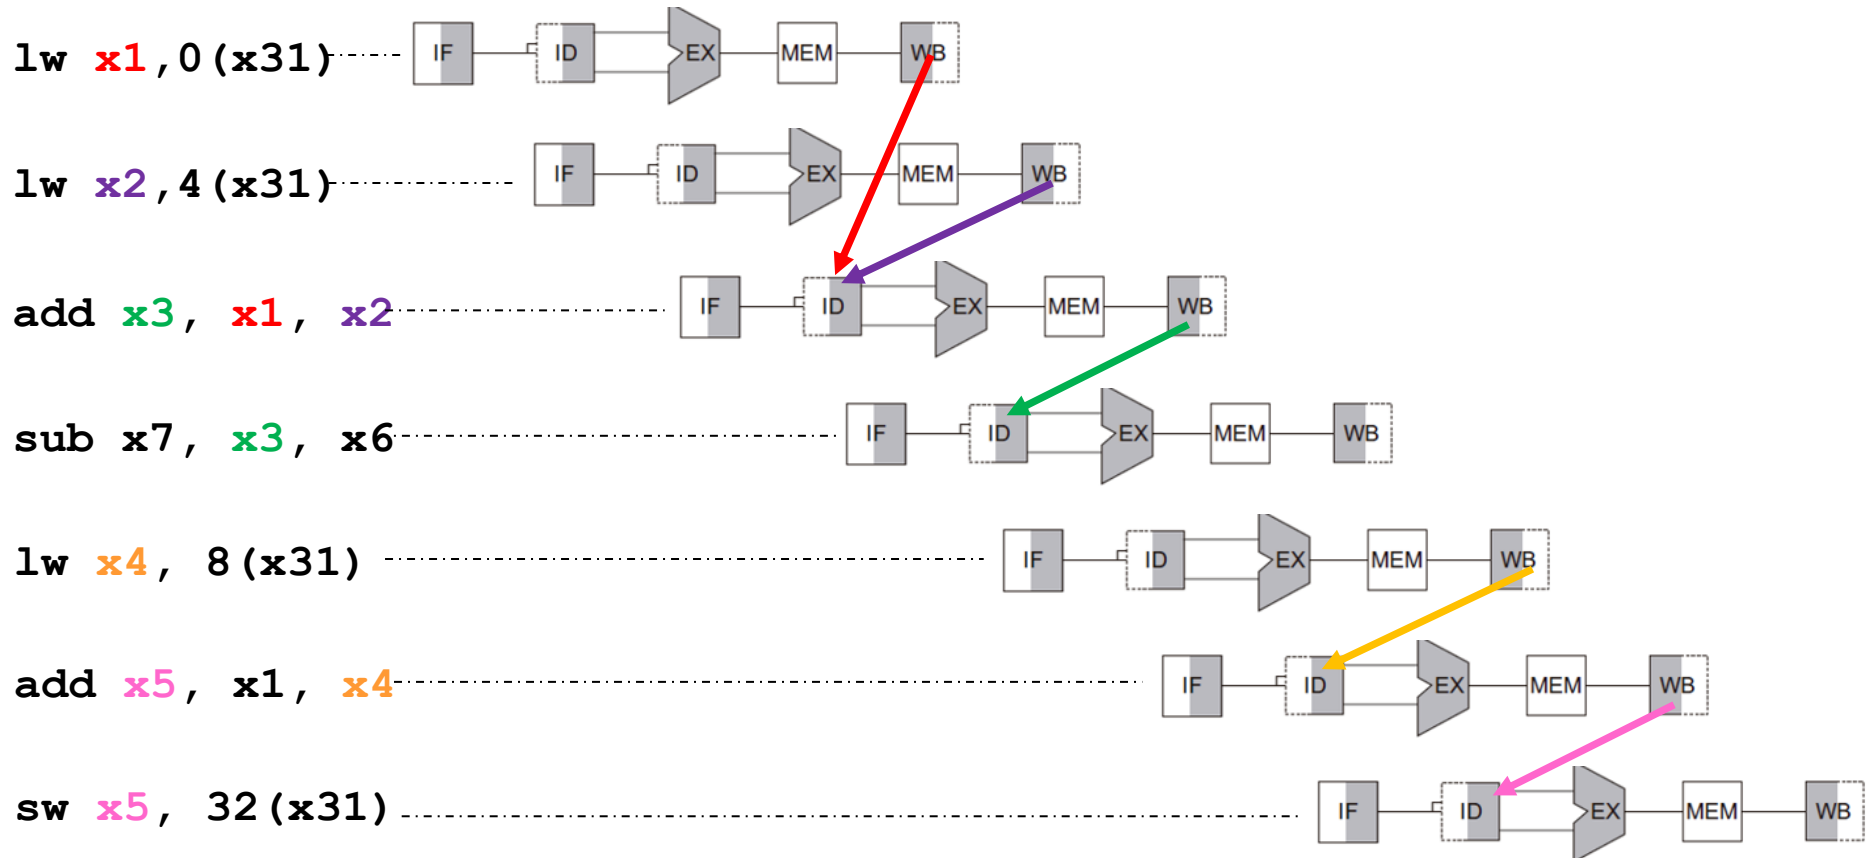 lw x1,0(x31) IF ID EX MEM WB
lw x2,4(x31) IF ID EX MEM WB
add x3, x1, x2 IF ID EX MEM WB
sub x7, x3, x6 IF ID EX MEM WB
lw x4, 8(x31) IF ID EX MEM WB
add x5, x1, x4 IF ID EX MEM WB
sw x5, 32(x31) IF ID EX MEM WB